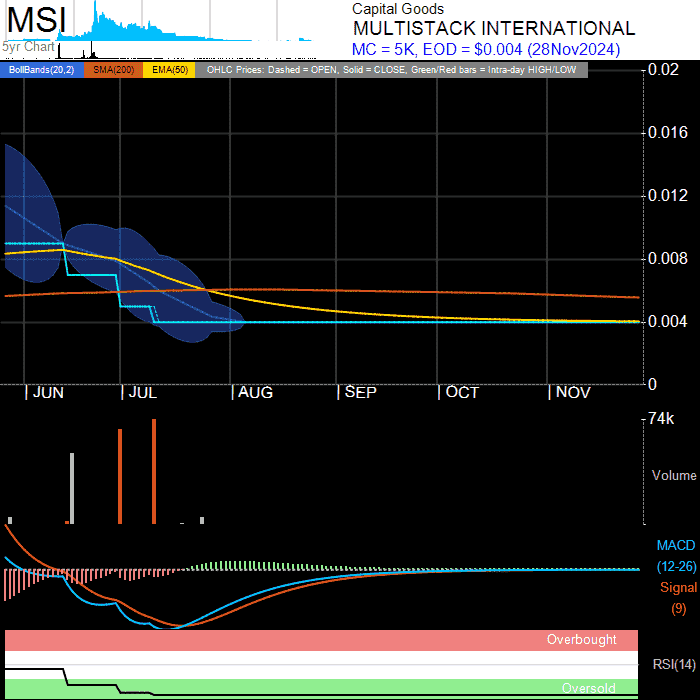 MSI
5yr Chart
Capital Goods
MULTISTACK INTERNATIONAL
MC = 5K, EOD = $0.004 (28Nov2024)
BollBands(20,2) SMA(200) EMA(50) OHLC Prices: Dashed = OPEN, Solid = CLOSE, Green/Red bars = Intra-day HIGH/LOW
0.02
0.016
0.012
0.008
0.004
0
JUN JUL AUG SEP OCT NOV
74k
Volume
MACD
(12-26)
Signal
(9)
Overbought
RSI(14)
Oversold